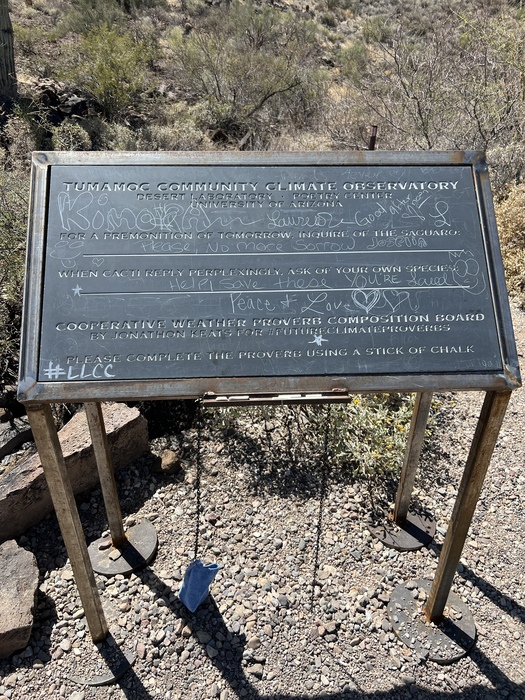 TUMAMOC COMMUNITY CLIMATE OBSERVATORY
DESERT LABORATORY POETRY CENTER
UNIVERSITY OF ARIZONA
FOR A PREMONITION OF TOMORROW, INQUIRE OF THE SAGUARO:
Please, No More Sorrow
WHEN CACTI REPLY PERPLEXINGLY, ASK OF YOUR OWN SPECIES:
Help! Save these YOU'RE Loved
Peace & Love
COOPERATIVE WEATHER PROVERB COMPOSITION BOARD
BY JONATHON KEATS FOR #FUTURECLIMATEPROVERBS
PLEASE COMPLETE THE PROVERB USING A STICK OF CHALK
#LLCC